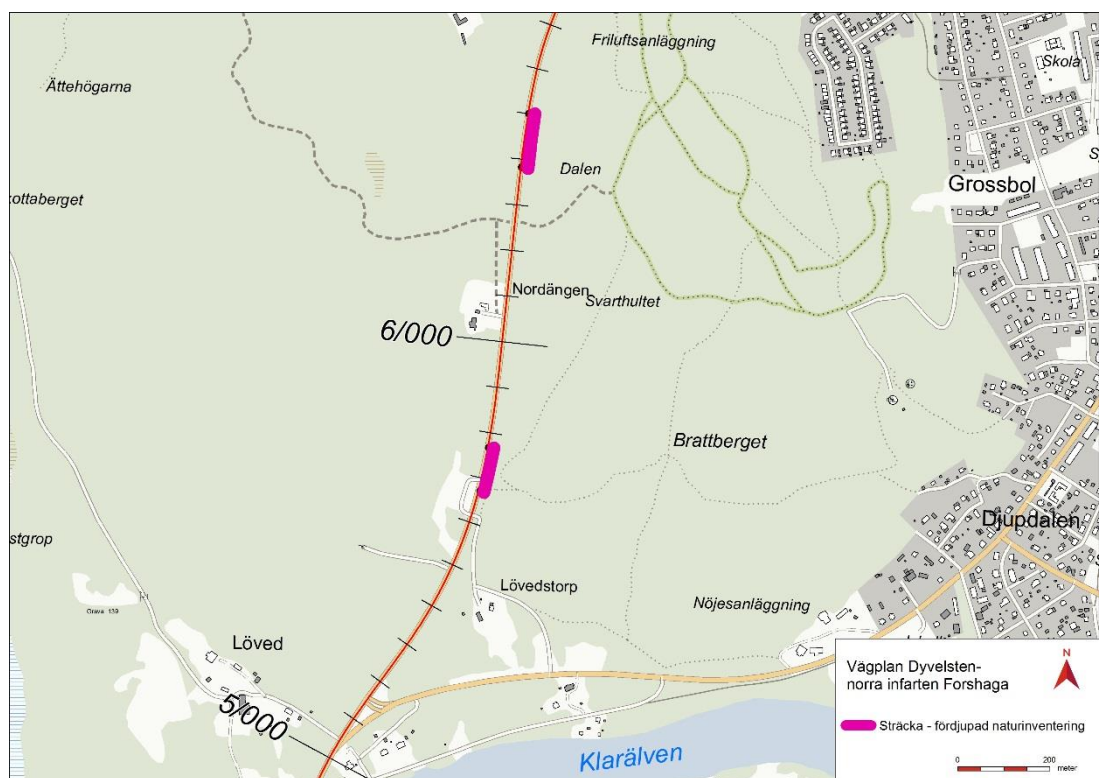 Friluftsanläggning
Skola
Ättehögarna
Dalen
Grossbol
kottaberget
Nordängen
Svarthultet
6/000
Brattberget
Djupdalen
stgrop
Lövedstorp
Nöjesanläggning
Löved
5/000
Klarälven
Vägplan Dyvelsten-
norra infarten Forshaga
N
Sträcka - fördjupad naturinventering
0 200
meter